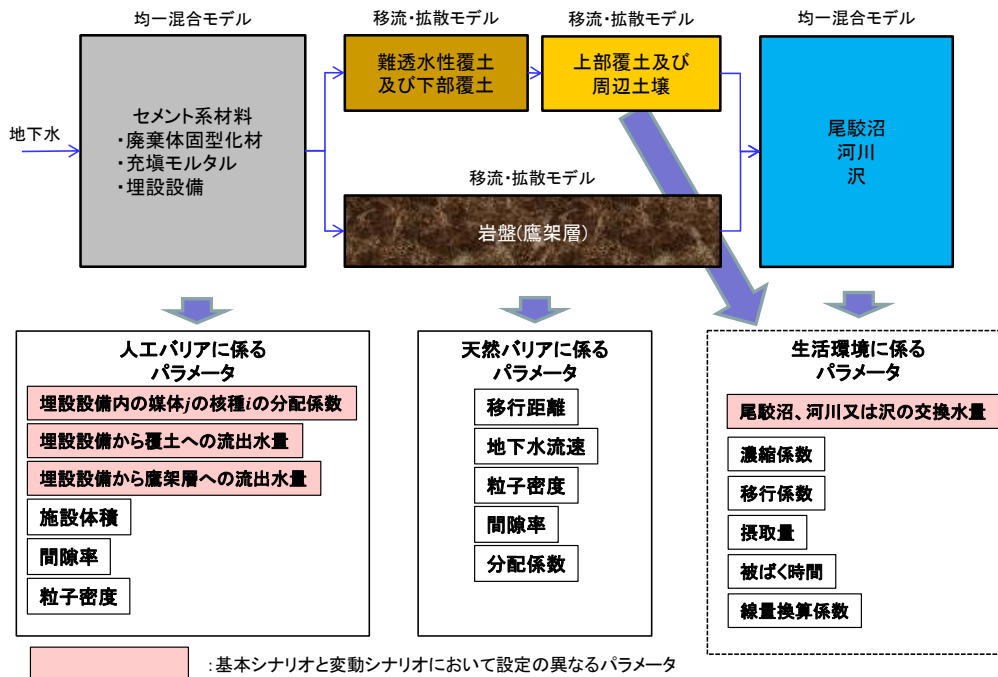 均一混合モデル
移流・拡散モデル
移流・拡散モデル
均一混合モデル
地下水
セメント系材料
・廃棄体固型化材
・充塡モルタル
・埋設設備
難透水性覆土
及び下部覆土
上部覆土及び
周辺土壌
移流・拡散モデル
岩盤(鷹架層)
尾駮沼
河川
沢
人工バリアに係る
パラメータ
埋設設備内の媒体jの核種iの分配係数
埋設設備から覆土への流出水量
埋設設備から鷹架層への流出水量
施設体積
間隙率
粒子密度
天然バリアに係る
パラメータ
移行距離
地下水流速
粒子密度
間隙率
分配係数
生活環境に係る
パラメータ
尾駮沼、河川又は沢の交換水量
濃縮係数
移行係数
摂取量
被ばく時間
線量換算係数
:基本シナリオと変動シナリオにおいて設定の異なるパラメータ